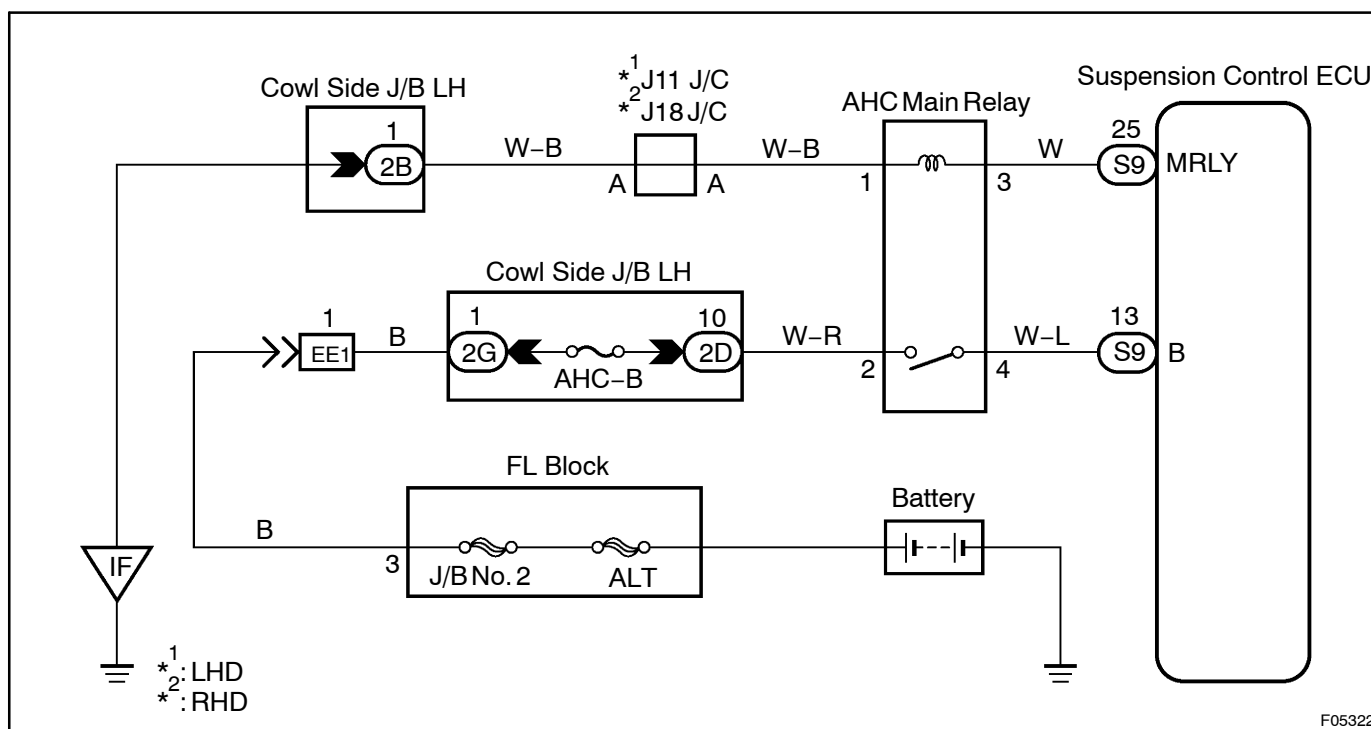 Cowl Side J/B LH
*1 J11 J/C
*2 J18 J/C
AHC Main Relay
Suspension Control ECU
1
2B
W-B
A
A
W-B
1
3
W
25
S9
MRLY
Cowl Side J/B LH
1
EE1
B
1
2G
AHC-B
10
2D
W-R
2
4
W-L
13
S9
B
FL Block
B
3
J/B No. 2
ALT
Battery
IF
*1: LHD
*2: RHD
F05322